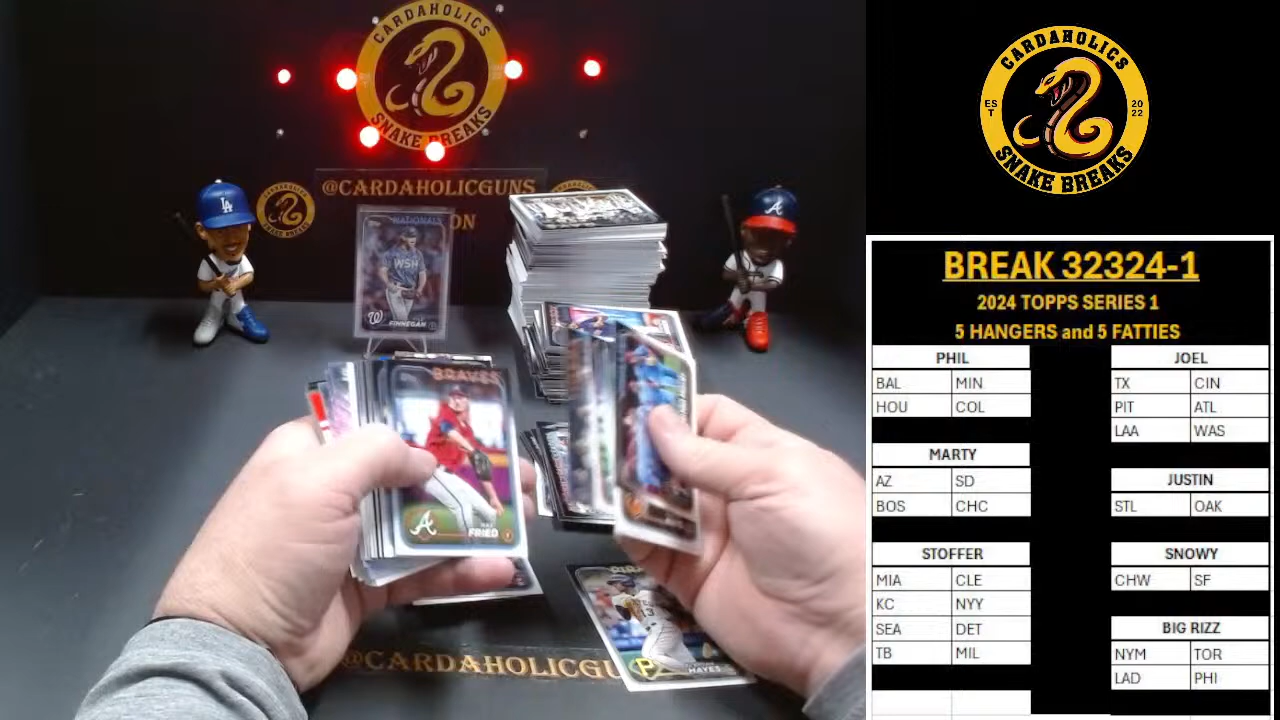 CARDAHOLICS
SNAKE BREAKS
@CARDAHOLICGUNS
ON
NATIONALS
WSH
FINNEGAN
BRAVES
FRIED
HAYES
@CARDAHOLICGU
CARDAHOLICS
EST
2022
SNAKE BREAKS
BREAK 32324-1
2024 TOPPS SERIES 1
5 HANGERS and 5 FATTIES
PHIL
BAL MIN
HOU COL
MARTY
AZ SD
BOS CHC
STOFFER
MIA CLE
KC NYY
SEA DET
TB MIL
JOEL
TX CIN
PIT ATL
LAA WAS
JUSTIN
STL OAK
SNOWY
CHW SF
BIG RIZZ
NYM TOR
LAD PHI